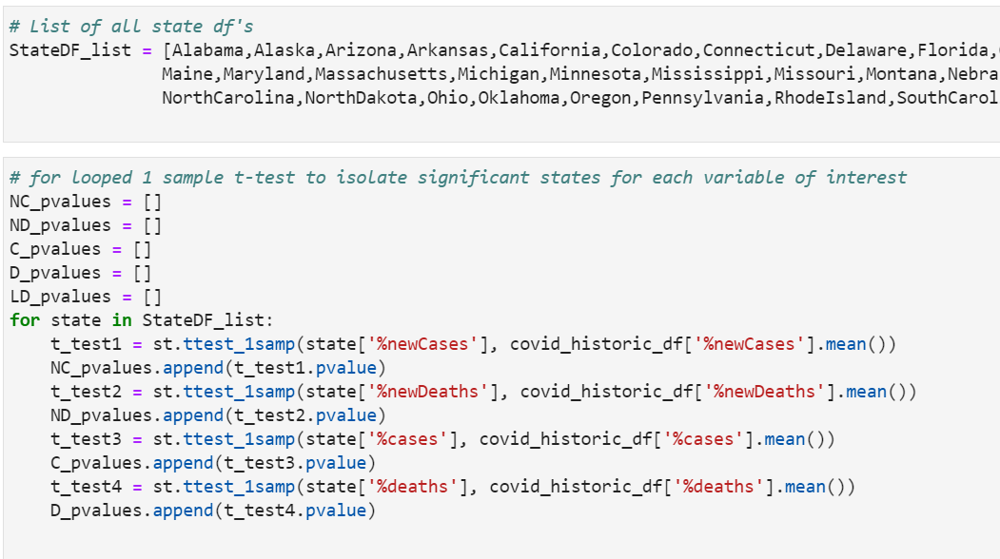 # List of all state df's
StateDF_list = [Alabama,Alaska,Arizona,Arkansas,California,Colorado,Connecticut,Delaware,Florida,
Maine,Maryland,Massachusetts,Michigan,Minnesota,Mississippi,Missouri,Montana,Nebra
NorthCarolina,NorthDakota,Ohio,Oklahoma,Oregon,Pennsylvania,RhodeIsland,SouthCarol
# for looped 1 sample t-test to isolate significant states for each variable of interest
NC_pvalues = []
ND_pvalues = []
C_pvalues = []
D_pvalues = []
LD_pvalues = []
for state in StateDF_list:
    t_test1 = st.ttest_1samp(state['%newCases'], covid_historic_df['%newCases'].mean())
    NC_pvalues.append(t_test1.pvalue)
    t_test2 = st.ttest_1samp(state['%newDeaths'], covid_historic_df['%newDeaths'].mean())
    ND_pvalues.append(t_test2.pvalue)
    t_test3 = st.ttest_1samp(state['%cases'], covid_historic_df['%cases'].mean())
    C_pvalues.append(t_test3.pvalue)
    t_test4 = st.ttest_1samp(state['%deaths'], covid_historic_df['%deaths'].mean())
    D_pvalues.append(t_test4.pvalue)